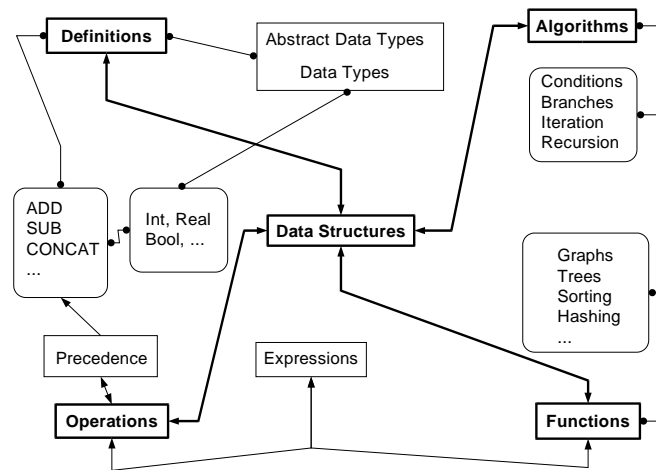 Definitions
Abstract Data Types
Data Types
Algorithms
Conditions
Branches
Iteration
Recursion
ADD
SUB
CONCAT
...
Int, Real
Bool, ...
Data Structures
Graphs
Trees
Sorting
Hashing
...
Precedence
Expressions
Operations
Functions